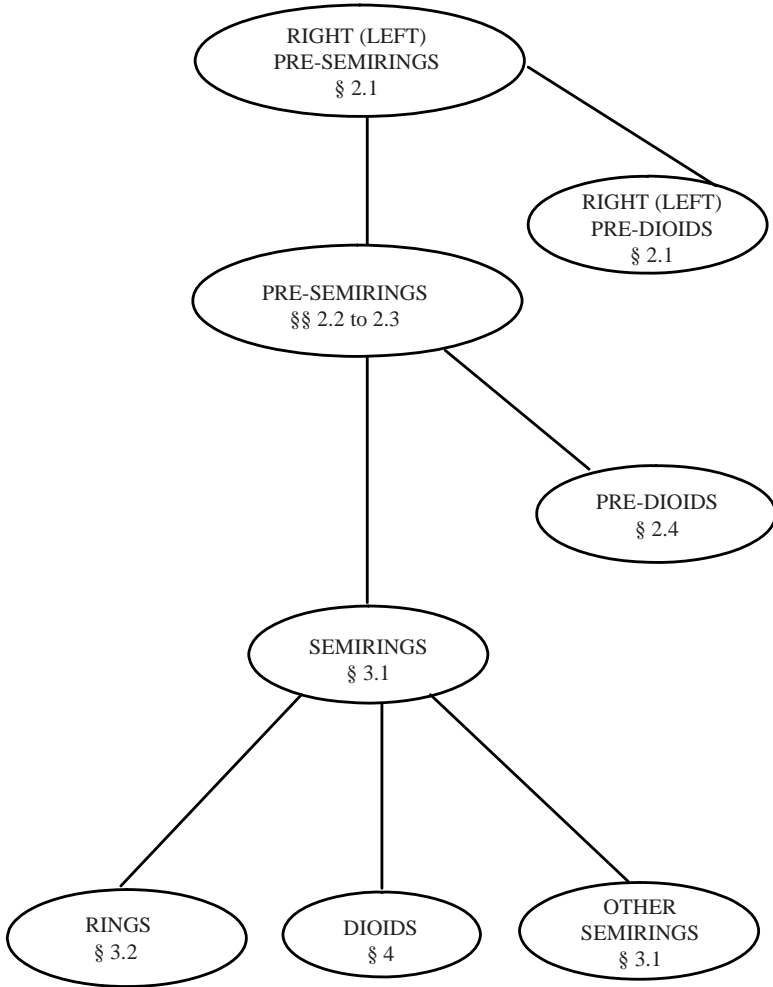 RIGHT (LEFT)
PRE-SEMIRINGS
§ 2.1
RIGHT (LEFT)
PRE-DIOIDS
§ 2.1
PRE-SEMIRINGS
§§ 2.2 to 2.3
PRE-DIOIDS
§ 2.4
SEMIRINGS
§ 3.1
RINGS
§ 3.2
DIOIDS
§ 4
OTHER
SEMIRINGS
§ 3.1